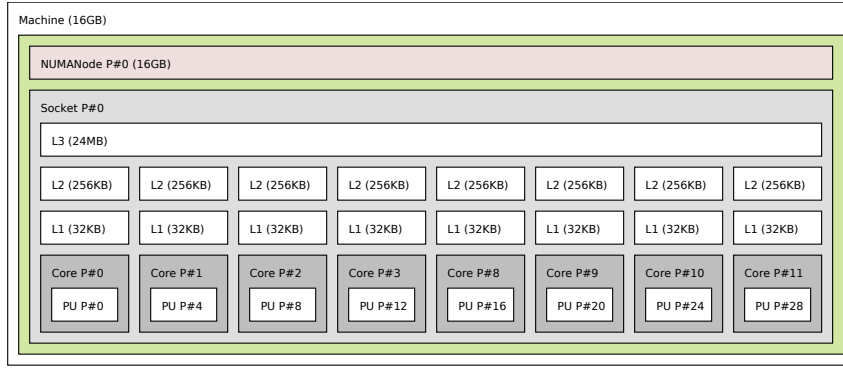 Machine (16GB)
NUMANode P#0 (16GB)
Socket P#0
L3 (24MB)
L2 (256KB) L2 (256KB) L2 (256KB) L2 (256KB) L2 (256KB) L2 (256KB) L2 (256KB) L2 (256KB)
L1 (32KB) L1 (32KB) L1 (32KB) L1 (32KB) L1 (32KB) L1 (32KB) L1 (32KB) L1 (32KB)
Core P#0 Core P#1 Core P#2 Core P#3 Core P#8 Core P#9 Core P#10 Core P#11
PU P#0 PU P#4 PU P#8 PU P#12 PU P#16 PU P#20 PU P#24 PU P#28